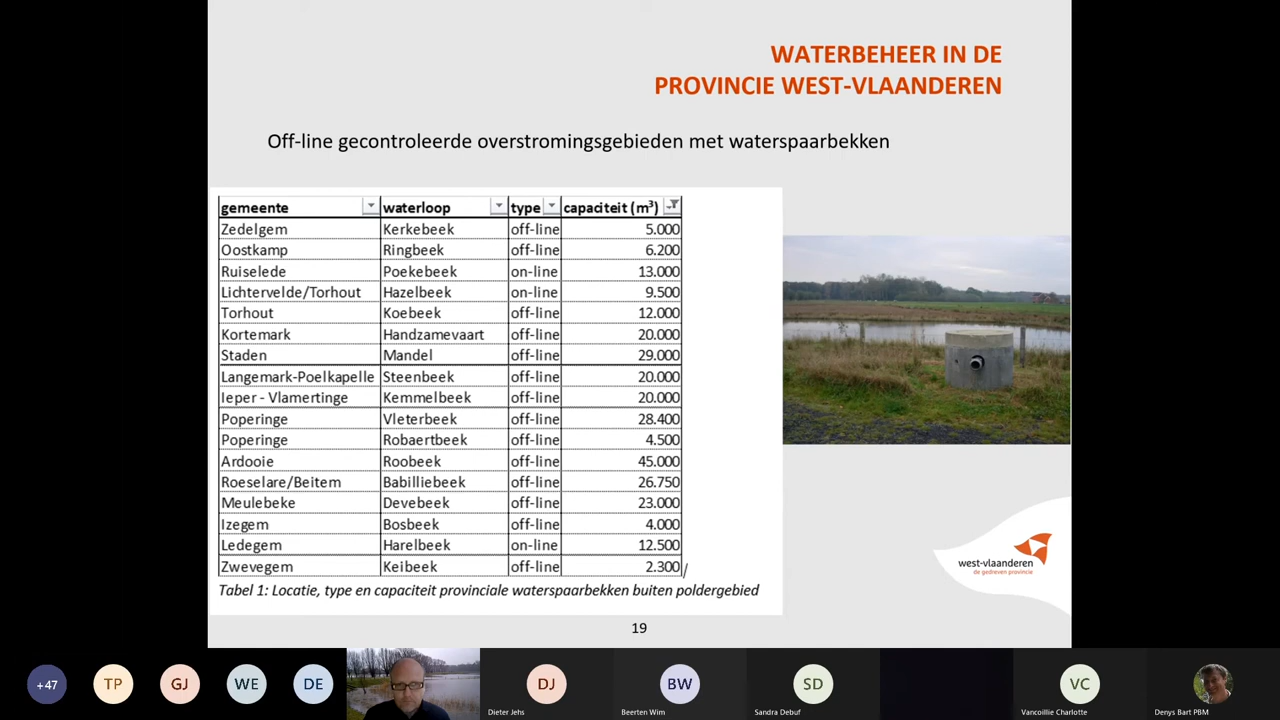 WATERBEHEER IN DE
PROVINCIE WEST-VLAANDEREN
Off-line gecontroleerde overstromingsgebieden met waterspaarbekken
gemeente waterloop type capaciteit (m³)
Zedelgem Kerkebeek off-line 5.000
Oostkamp Ringbeek off-line 6.200
Ruiselede Poekebeek on-line 13.000
Lichtervelde/Torhout Hazelbeek on-line 9.500
Torhout Koebeek off-line 12.000
Kortemark Handzamevaart off-line 20.000
Staden Mandel off-line 29.000
Langemark-Poelkapelle Steenbeek off-line 20.000
Ieper - Vlamertinge Kemmelbeek off-line 20.000
Poperinge Vleterbeek off-line 28.400
Poperinge Robaertbeek off-line 4.500
Ardooie Roobeek off-line 45.000
Roeselare/Beitem Babilliebeek off-line 26.750
Meulebeke Devebeek off-line 23.000
Izegem Bosbeek off-line 4.000
Ledegem Harelbeek on-line 12.500
Zwevegem Keibeek off-line 2.300
Tabel 1: Locatie, type en capaciteit provinciale waterspaarbekken buiten poldergebied
west-vlaanderen
de gedreven provincie
19
+47 TP GJ WE DE DJ BW SD VC
Dieter Jehs Beerten Wim Sandra Debuf Vancoillie Charlotte Denys Bart PBM